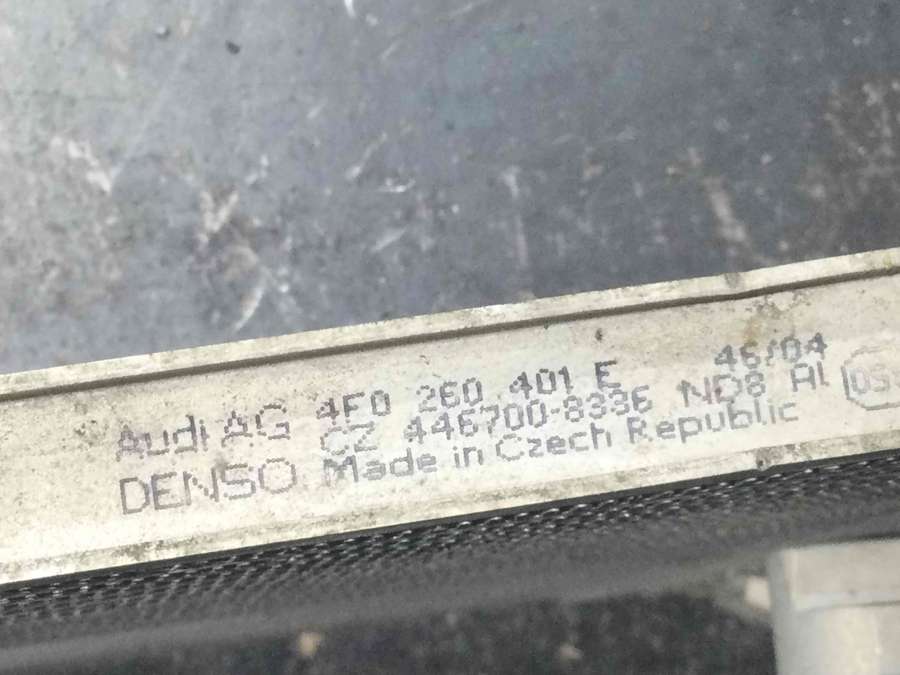 Audi AG 4F0 260 401 E 46/04
CZ 446700-8336 ND8 Al
DENSO Made in Czech Republic